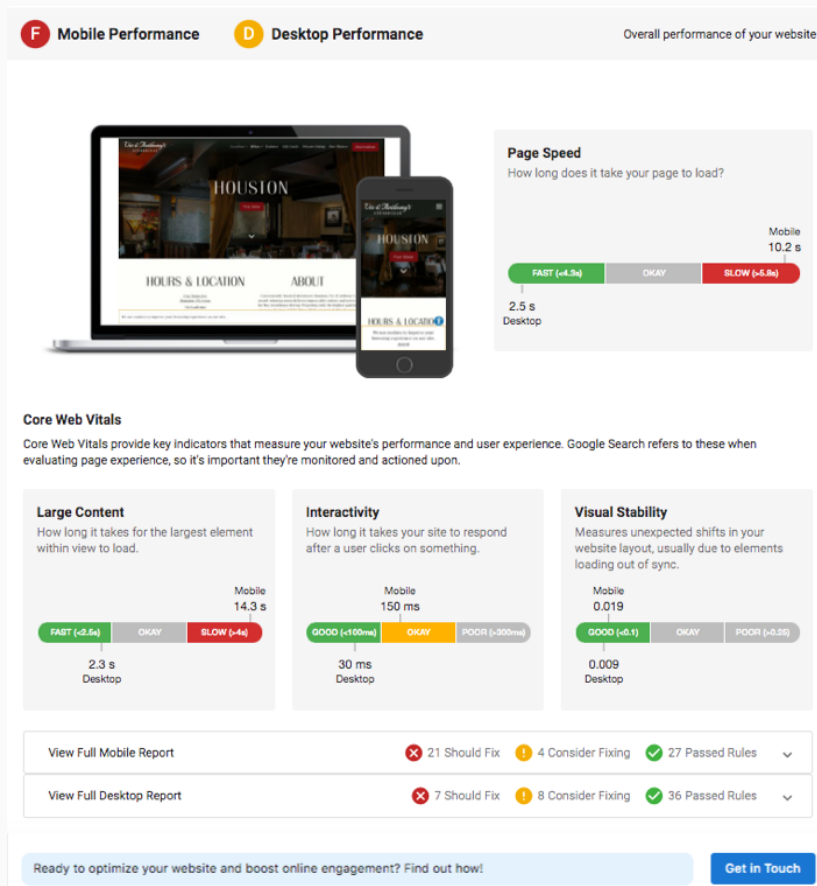 F Mobile Performance D Desktop Performance Overall performance of your website
HOUSTON
HOURS & LOCATION ABOUT
HOUSTON
HOURS & LOCATIO
Page Speed
How long does it take your page to load?
Mobile
10.2 s
FAST (<4.3s) OKAY SLOW (>5.8s)
2.5 s
Desktop
Core Web Vitals
Core Web Vitals provide key indicators that measure your website's performance and user experience. Google Search refers to these when
evaluating page experience, so it's important they're monitored and actioned upon.
Large Content
How long it takes for the largest element
within view to load.
Mobile
14.3 s
FAST (<2.5s) OKAY SLOW (>4s)
2.3 s
Desktop
Interactivity
How long it takes your site to respond
after a user clicks on something.
Mobile
150 ms
GOOD (<100ms) OKAY POOR (>300ms)
30 ms
Desktop
Visual Stability
Measures unexpected shifts in your
website layout, usually due to elements
loading out of sync.
Mobile
0.019
GOOD (<0.1) OKAY POOR (>0.25)
0.009
Desktop
View Full Mobile Report 21 Should Fix 4 Consider Fixing 27 Passed Rules
View Full Desktop Report 7 Should Fix 8 Consider Fixing 36 Passed Rules
Ready to optimize your website and boost online engagement? Find out how! Get in Touch